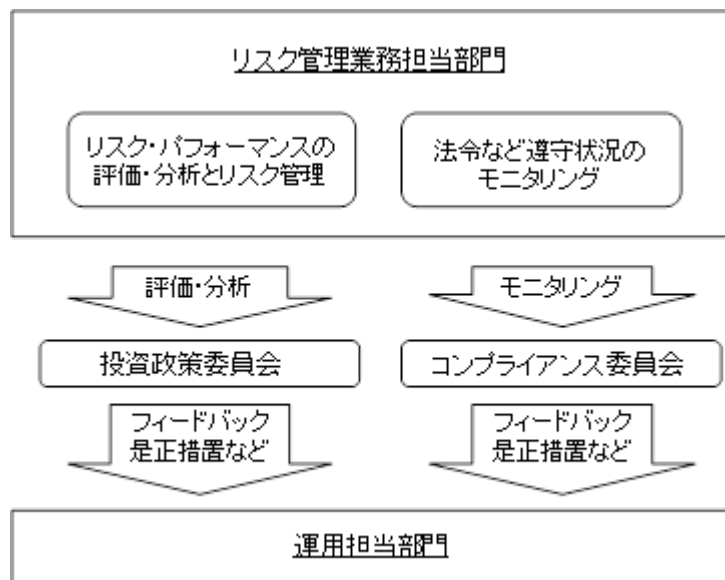 リスク管理業務担当部門
リスク・パフォーマンスの
評価・分析とリスク管理
法令など遵守状況の
モニタリング
評価・分析
モニタリング
投資政策委員会
コンプライアンス委員会
フィードバック
是正措置など
フィードバック
是正措置など
運用担当部門